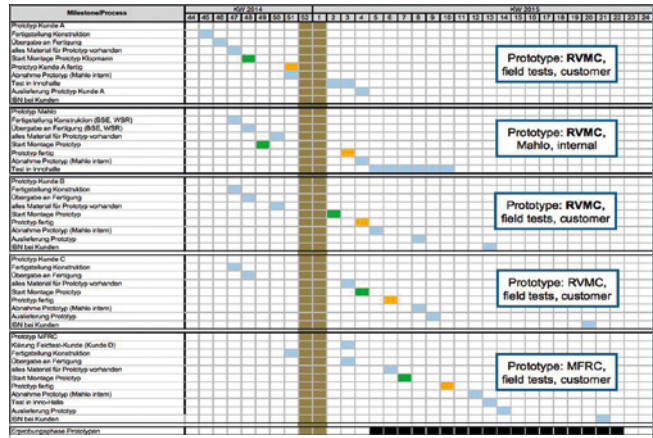 Milestone/Process KW 2014 KW 2015
44 45 46 47 48 49 50 51 52 1 2 3 4 5 6 7 8 9 10 11 12 13 14 15 16 17 18 19 20 21 22 23 24
Prototyp Kunde A
Fertigstellung Konstruktion
Übergabe an Fertigung
alles Material für Prototyp vorhanden
Start Montage Prototyp Klopmann
Prototyp Kunde A fertig
Abnahme Prototyp (Mahlo intern)
Test in Innohalle
Auslieferung Prototyp Kunde A
IBN bei Kunden
Prototype: RVMC,
field tests, customer
Prototyp Mahlo
Fertigstellung Konstruktion (BSE, WSR)
Übergabe an Fertigung (BSE, WSR)
alles Material für Prototyp vorhanden
Start Montage Prototyp
Prototyp fertig
Abnahme Prototyp (Mahlo intern)
Test in Innohalle
Prototype: RVMC,
Mahlo, internal
Prototyp Kunde B
Fertigstellung Konstruktion
Übergabe an Fertigung
alles Material für Prototyp vorhanden
Start Montage Prototyp
Prototyp fertig
Abnahme Prototyp (Mahlo intern)
Auslieferung Prototyp
IBN bei Kunden
Prototype: RVMC,
field tests, customer
Prototyp Kunde C
Fertigstellung Konstruktion
Übergabe an Fertigung
alles Material für Prototyp vorhanden
Start Montage Prototyp
Prototyp fertig
Abnahme Prototyp (Mahlo intern)
Auslieferung Prototyp
IBN bei Kunden
Prototype: RVMC,
field tests, customer
Prototyp MFRC
Klärung Feldtest-Kunde (Kunde D)
Fertigstellung Konstruktion
Übergabe an Fertigung
alles Material für Prototyp vorhanden
Start Montage Prototyp
Prototyp fertig
Abnahme Prototyp (Mahlo intern)
Test in Inno-Halle
Auslieferung Prototyp
IBN bei Kunden
Prototype: MFRC,
field tests, customer
Erprobungsphase Prototypen